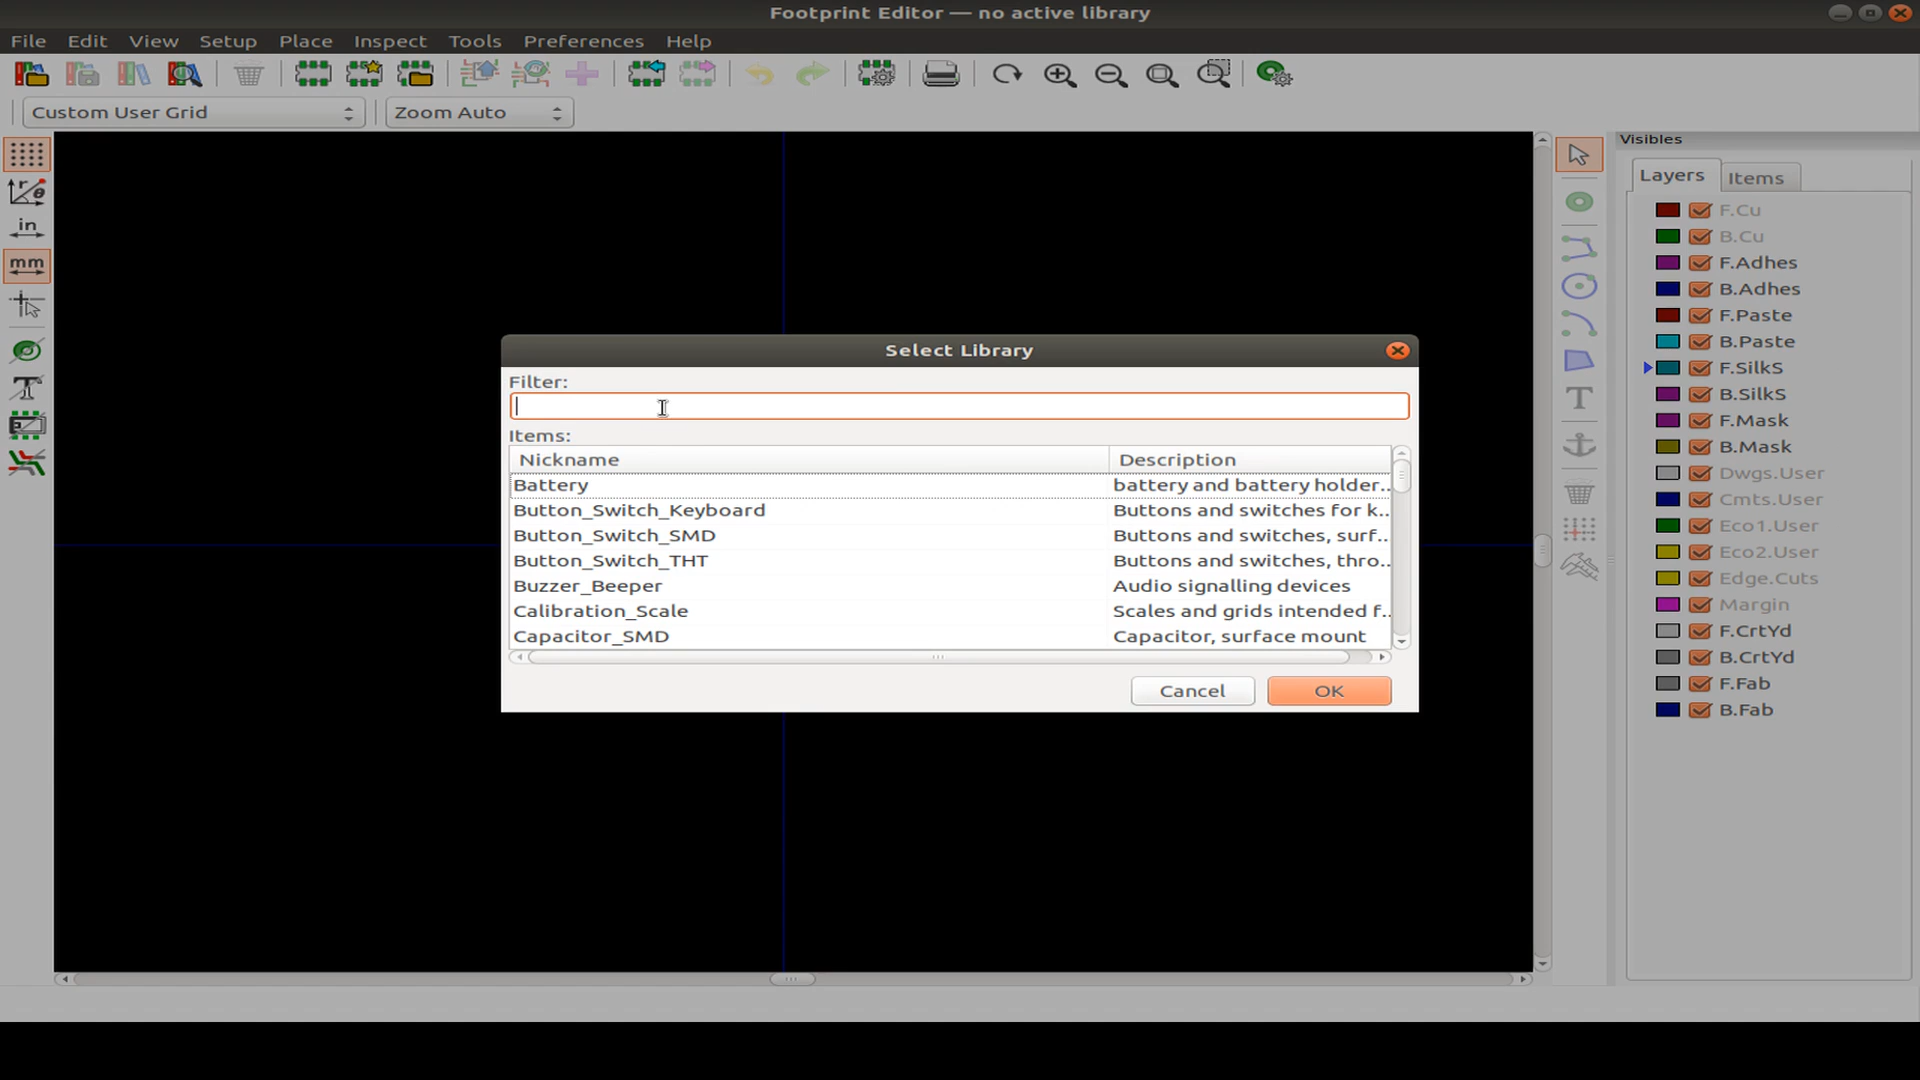 Footprint Editor — no active library
File Edit View Setup Place Inspect Tools Preferences Help
Custom User Grid Zoom Auto
in
mm
Visibles
Layers Items
F.Cu
B.Cu
F.Adhes
B.Adhes
F.Paste
B.Paste
F.SilkS
B.SilkS
F.Mask
B.Mask
Dwgs.User
Cmts.User
Eco1.User
Eco2.User
Edge.Cuts
Margin
F.CrtYd
B.CrtYd
F.Fab
B.Fab
Select Library
Filter:
Items:
Nickname Description
Battery battery and battery holder..
Button_Switch_Keyboard Buttons and switches for k..
Button_Switch_SMD Buttons and switches, surf..
Button_Switch_THT Buttons and switches, thro..
Buzzer_Beeper Audio signalling devices
Calibration_Scale Scales and grids intended f..
Capacitor_SMD Capacitor, surface mount
Cancel OK